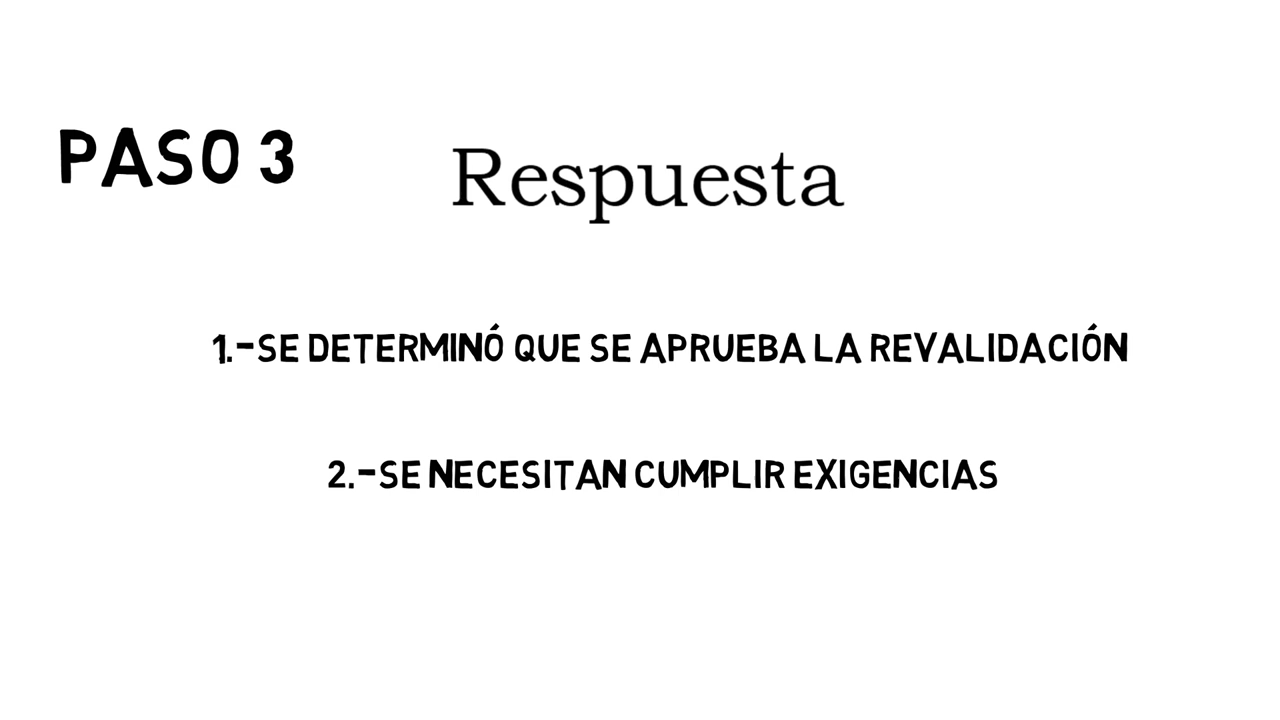 PASO 3
Respuesta
1.-SE DETERMINÓ QUE SE APRUEBA LA REVALIDACIÓN
2.-SE NECESITAN CUMPLIR EXIGENCIAS